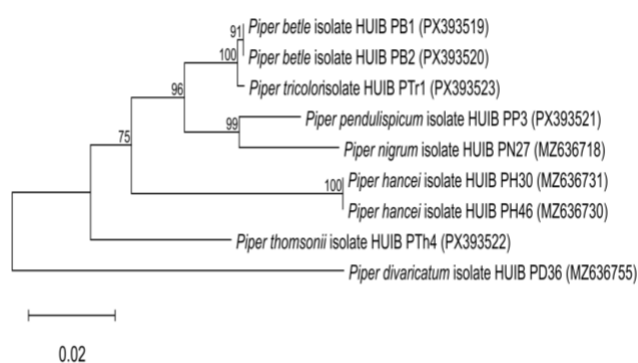 91
Piper betle isolate HUIB PB1 (PX393519)
100
Piper betle isolate HUIB PB2 (PX393520)
Piper tricolorisolate HUIB PTr1 (PX393523)
96
99
Piper pendulispicum isolate HUIB PP3 (PX393521)
75
Piper nigrum isolate HUIB PN27 (MZ636718)
100
Piper hancei isolate HUIB PH30 (MZ636731)
Piper hancei isolate HUIB PH46 (MZ636730)
Piper thomsonii isolate HUIB PTh4 (PX393522)
Piper divaricatum isolate HUIB PD36 (MZ636755)
0.02